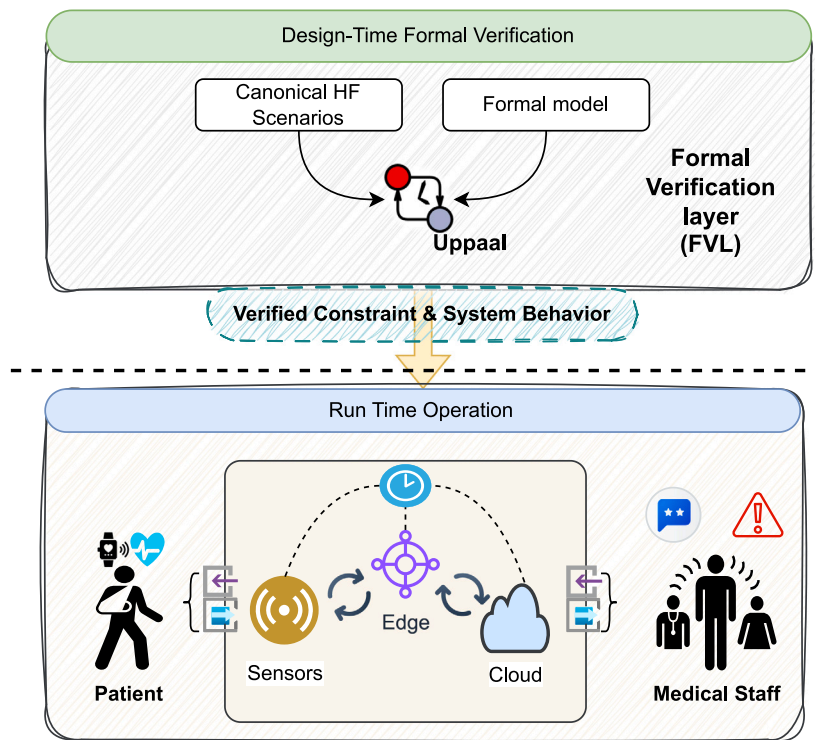 Design-Time Formal Verification
Canonical HF
Scenarios
Formal model
Formal
Verification
layer
(FVL)
Uppaal
Verified Constraint & System Behavior
Run Time Operation
Edge
Sensors
Cloud
Patient
Medical Staff